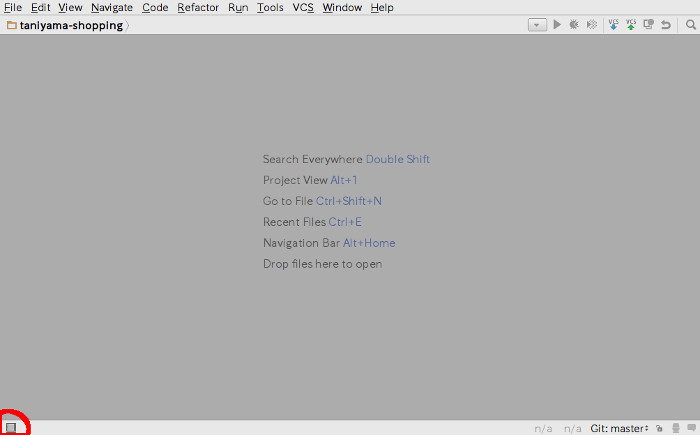 File Edit View Navigate Code Refactor Run Tools VCS Window Help
taniyama-shopping
VCS VCS
Search Everywhere Double Shift
Project View Alt+1
Go to File Ctrl+Shift+N
Recent Files Ctrl+E
Navigation Bar Alt+Home
Drop files here to open
n/a n/a Git: master